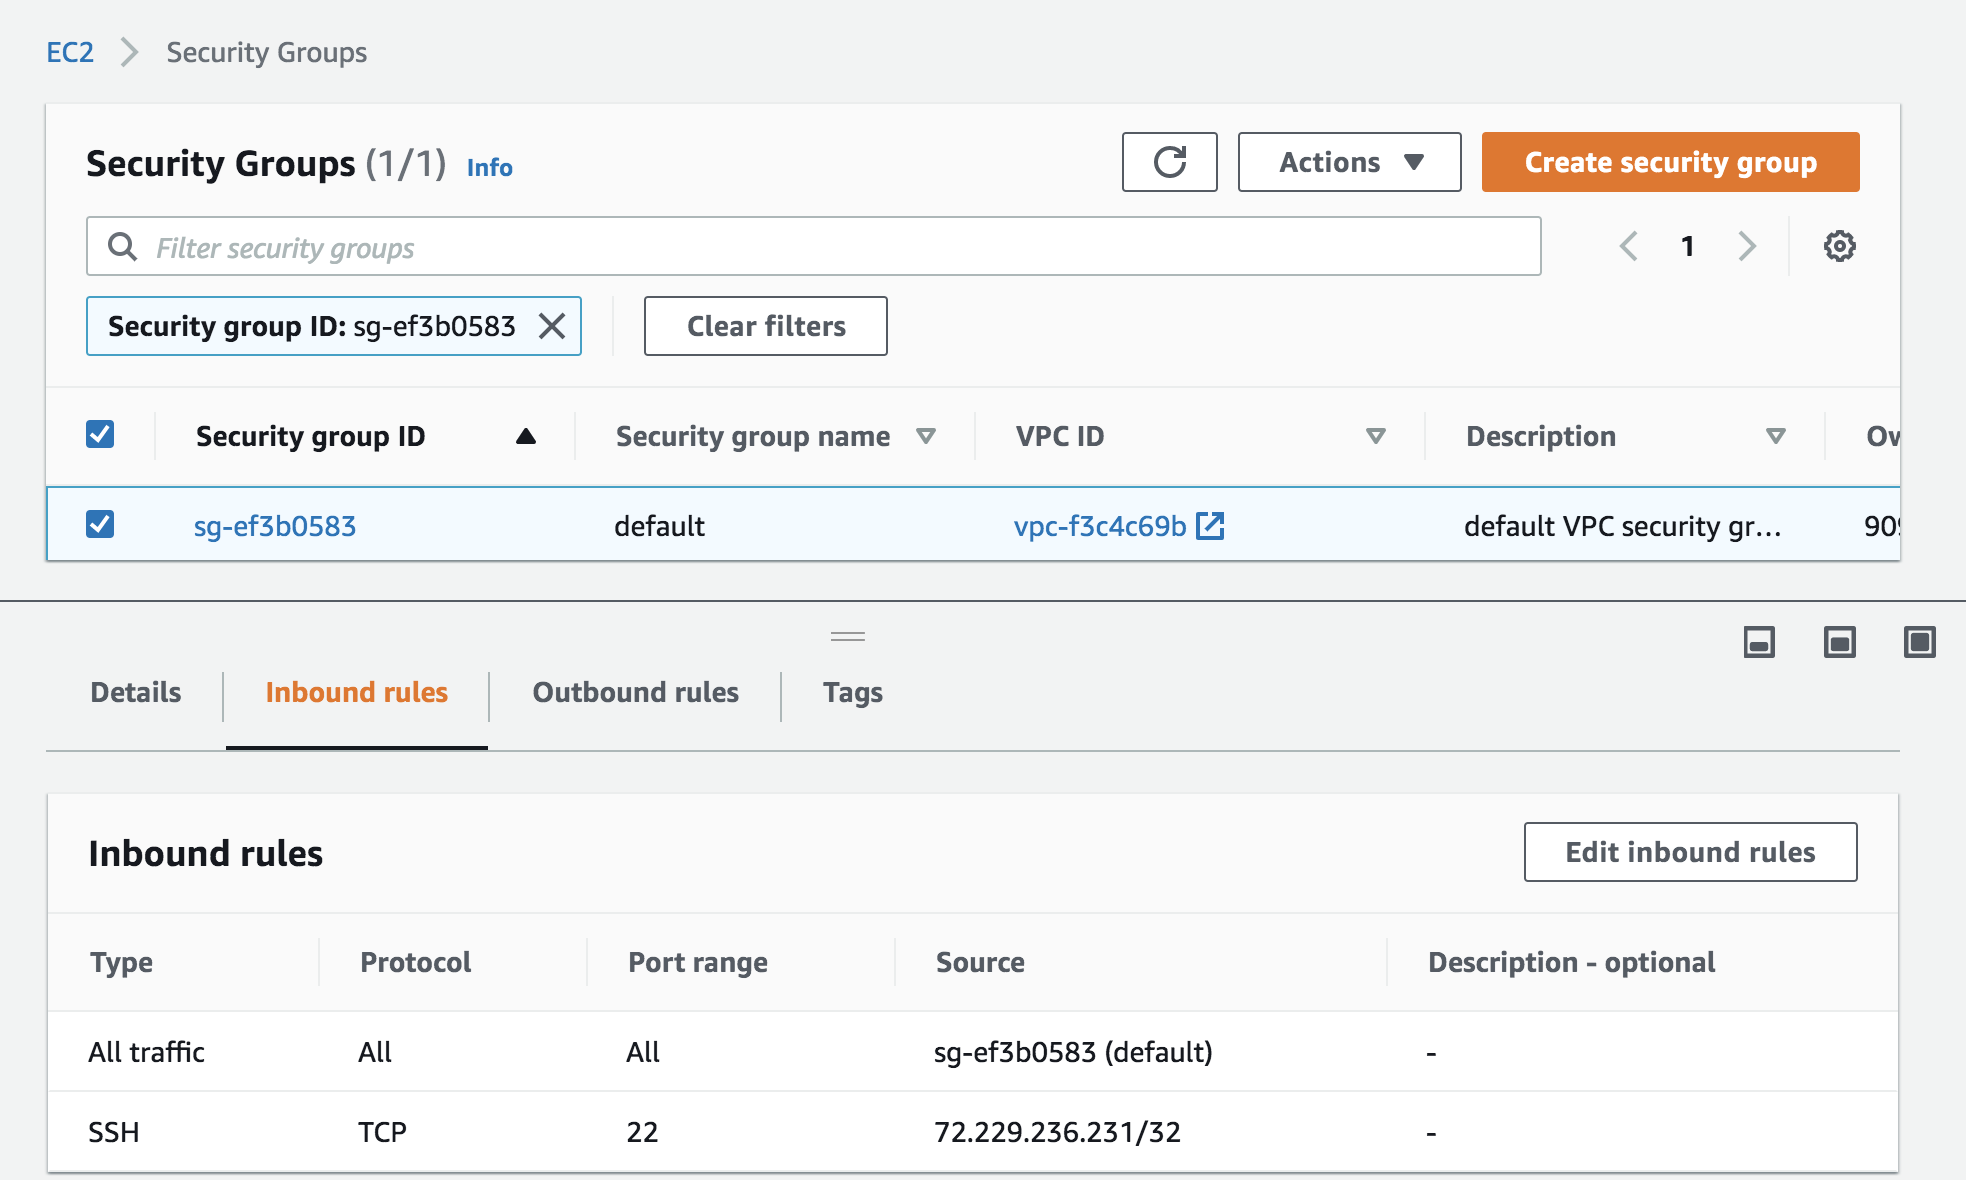 EC2 Security Groups
Security Groups (1/1) Info Actions Create security group
Filter security groups 1
Security group ID: sg-ef3b0583 Clear filters
Security group ID Security group name VPC ID Description
sg-ef3b0583 default vpc-f3c4c69b default VPC security gr...
Details Inbound rules Outbound rules Tags
Inbound rules Edit inbound rules
Type Protocol Port range Source Description - optional
All traffic All All sg-ef3b0583 (default) -
SSH TCP 22 72.229.236.231/32 -